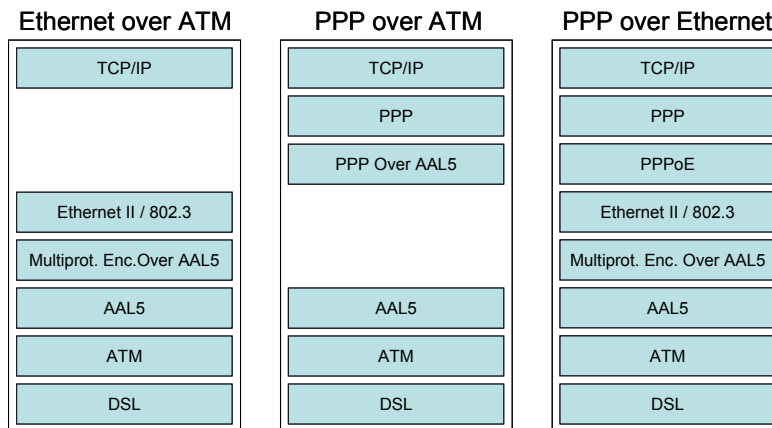 Ethernet over ATM
TCP/IP
Ethernet II / 802.3
Multiprot. Enc.Over AAL5
AAL5
ATM
DSL
PPP over ATM
TCP/IP
PPP
PPP Over AAL5
AAL5
ATM
DSL
PPP over Ethernet
TCP/IP
PPP
PPPoE
Ethernet II / 802.3
Multiprot. Enc. Over AAL5
AAL5
ATM
DSL